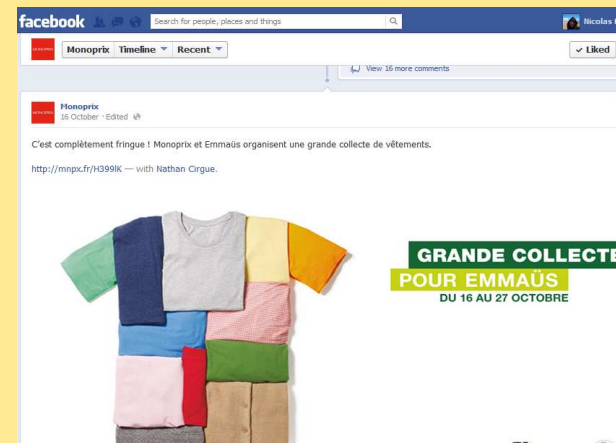 facebook
Search for people, places and things
Nicolas
Monoprix Timeline Recent
Liked
View 16 more comments
MONOPRIX
Monoprix
16 October · Edited
C'est complètement fringue ! Monoprix et Emmaüs organisent une grande collecte de vêtements.
http://mnpx.fr/H399lK — with Nathan Cirgue.
GRANDE COLLECTE
POUR EMMAÜS
DU 16 AU 27 OCTOBRE